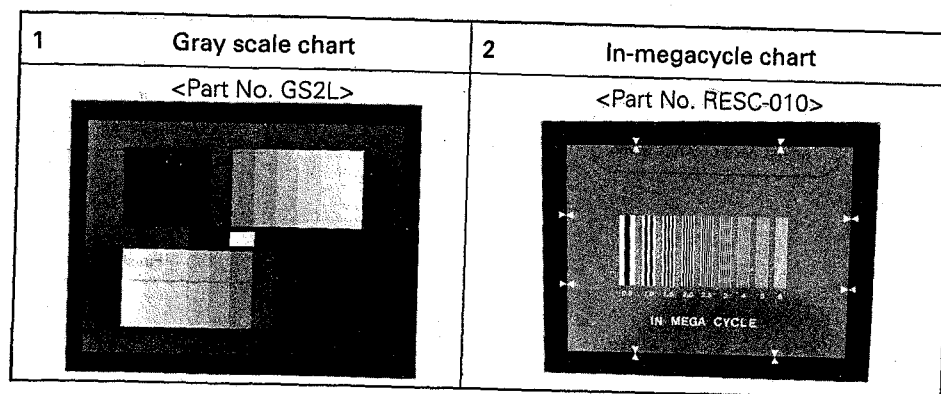 1 Gray scale chart
2 In-megacycle chart
<Part No. GS2L>
<Part No. RESC-010>
IN MEGA CYCLE